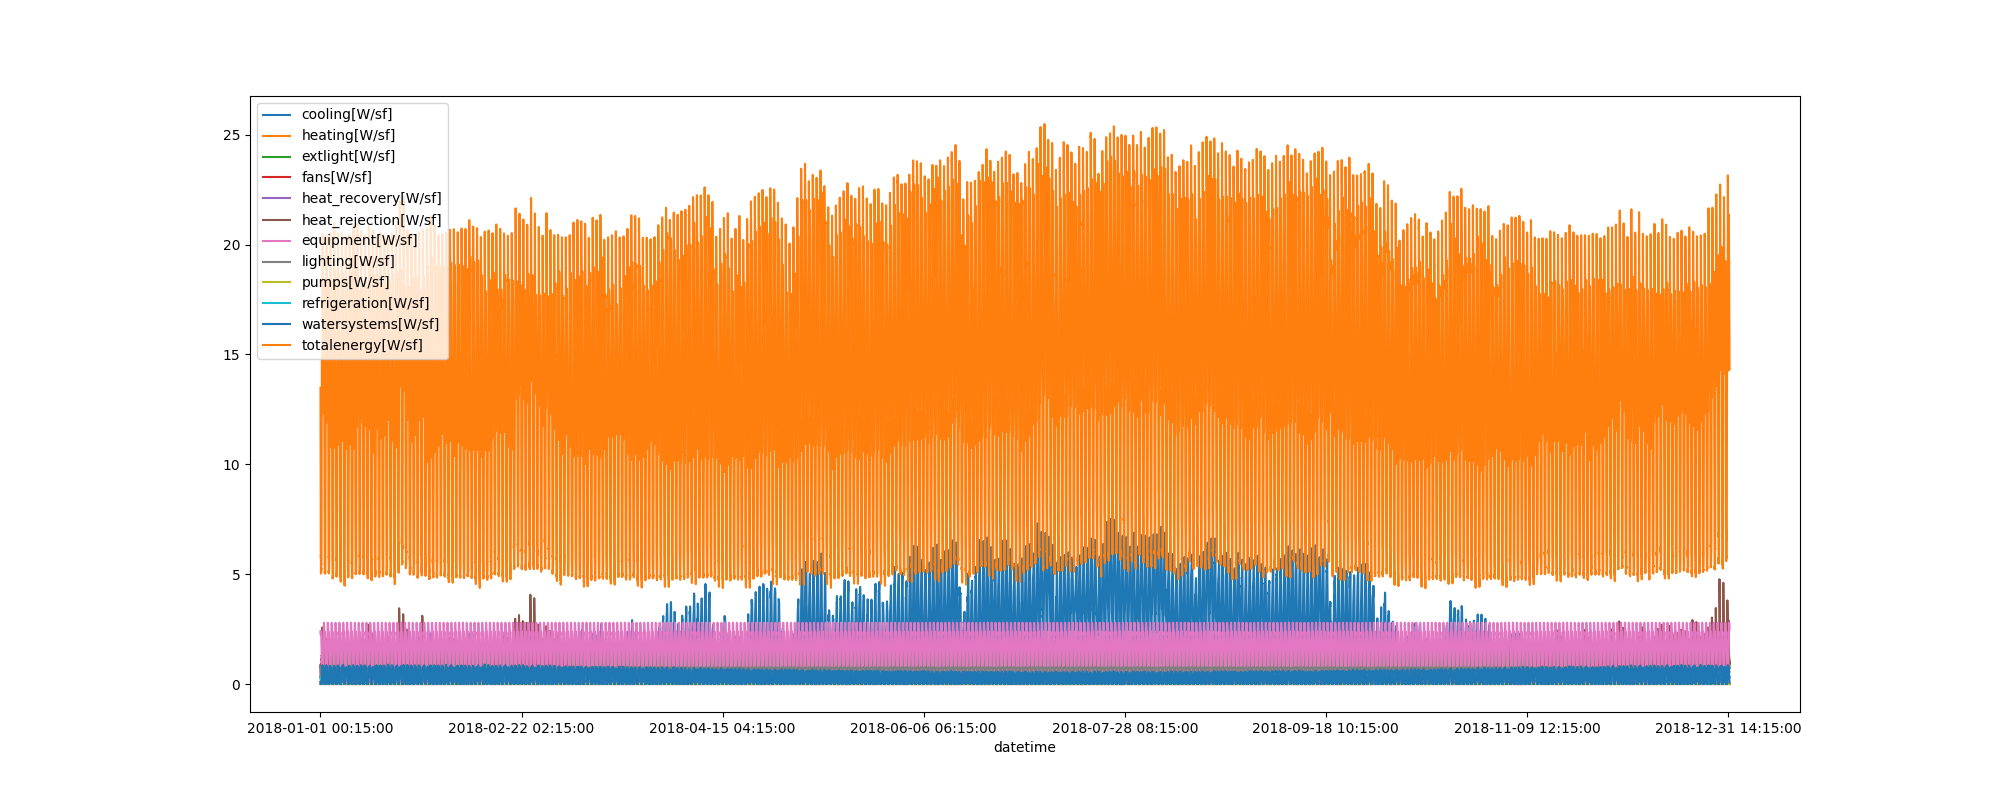 cooling[W/sf]
heating[W/sf]
extlight[W/sf]
fans[W/sf]
heat_recovery[W/sf]
heat_rejection[W/sf]
equipment[W/sf]
lighting[W/sf]
pumps[W/sf]
refrigeration[W/sf]
watersystems[W/sf]
totalenergy[W/sf]
25
20
15
10
5
0
2018-01-01 00:15:00 2018-02-22 02:15:00 2018-04-15 04:15:00 2018-06-06 06:15:00 2018-07-28 08:15:00 2018-09-18 10:15:00 2018-11-09 12:15:00 2018-12-31 14:15:00
datetime